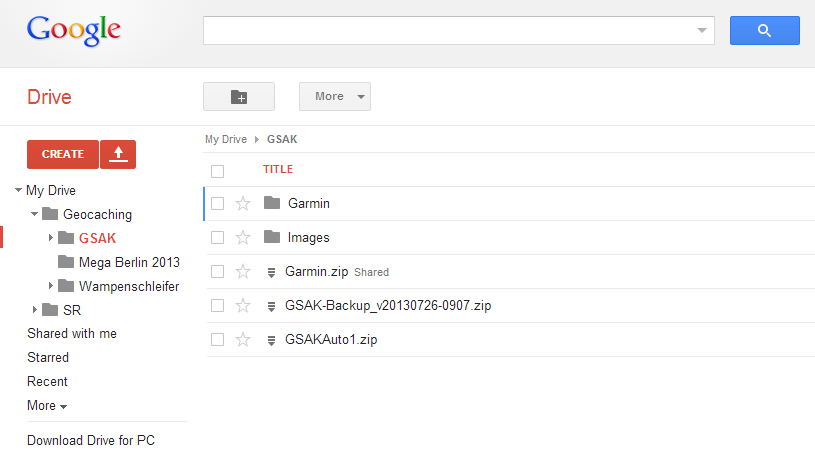 Google
Drive
More
CREATE
My Drive
Geocaching
GSAK
Mega Berlin 2013
Wampenschleifer
SR
Shared with me
Starred
Recent
More
Download Drive for PC
My Drive GSAK
TITLE
Garmin
Images
Garmin.zip Shared
GSAK-Backup_v20130726-0907.zip
GSAKAuto1.zip